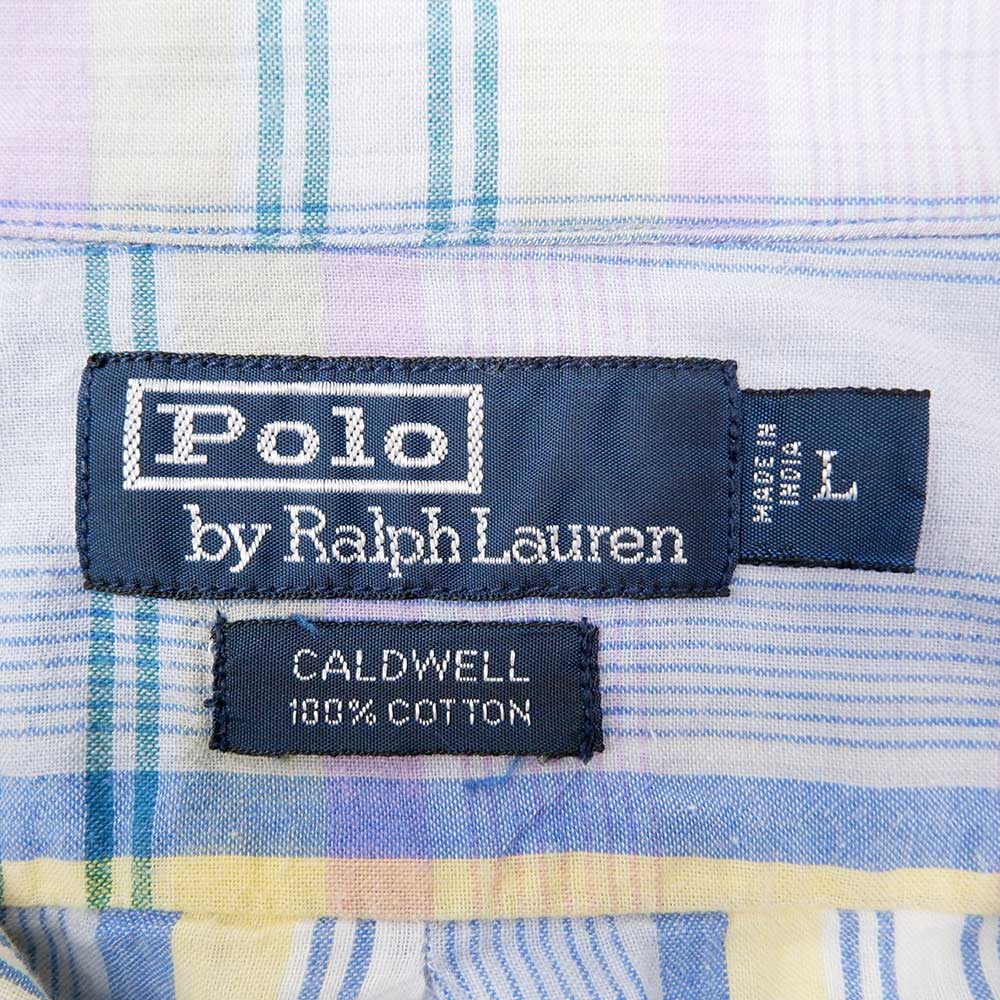 Polo
by Ralph Lauren
MADE IN
INDIA
L
CALDWELL
100% COTTON